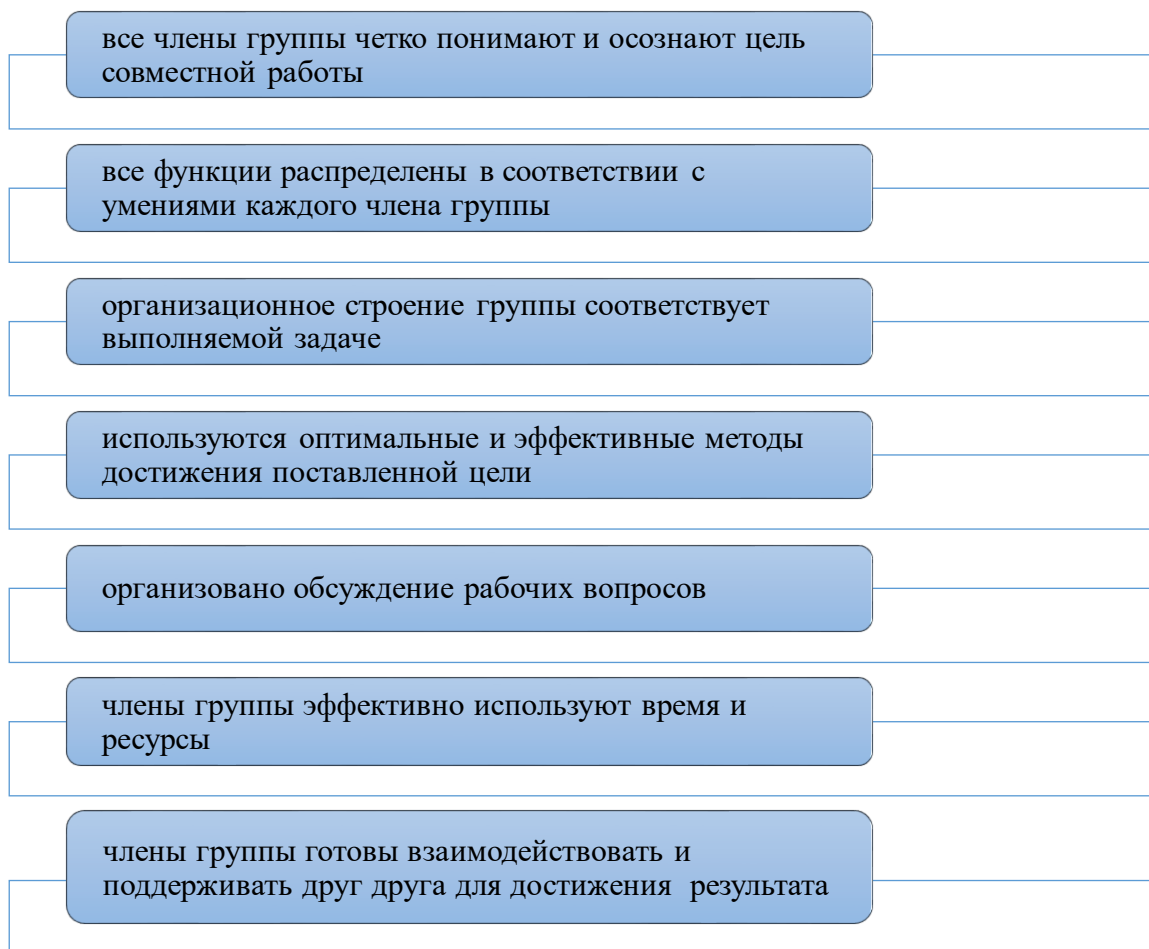 все члены группы четко понимают и осознают цель
совместной работы
все функции распределены в соответствии с
умениями каждого члена группы
организационное строение группы соответствует
выполняемой задаче
используются оптимальные и эффективные методы
достижения поставленной цели
организовано обсуждение рабочих вопросов
члены группы эффективно используют время и
ресурсы
члены группы готовы взаимодействовать и
поддерживать друг друга для достижения результата